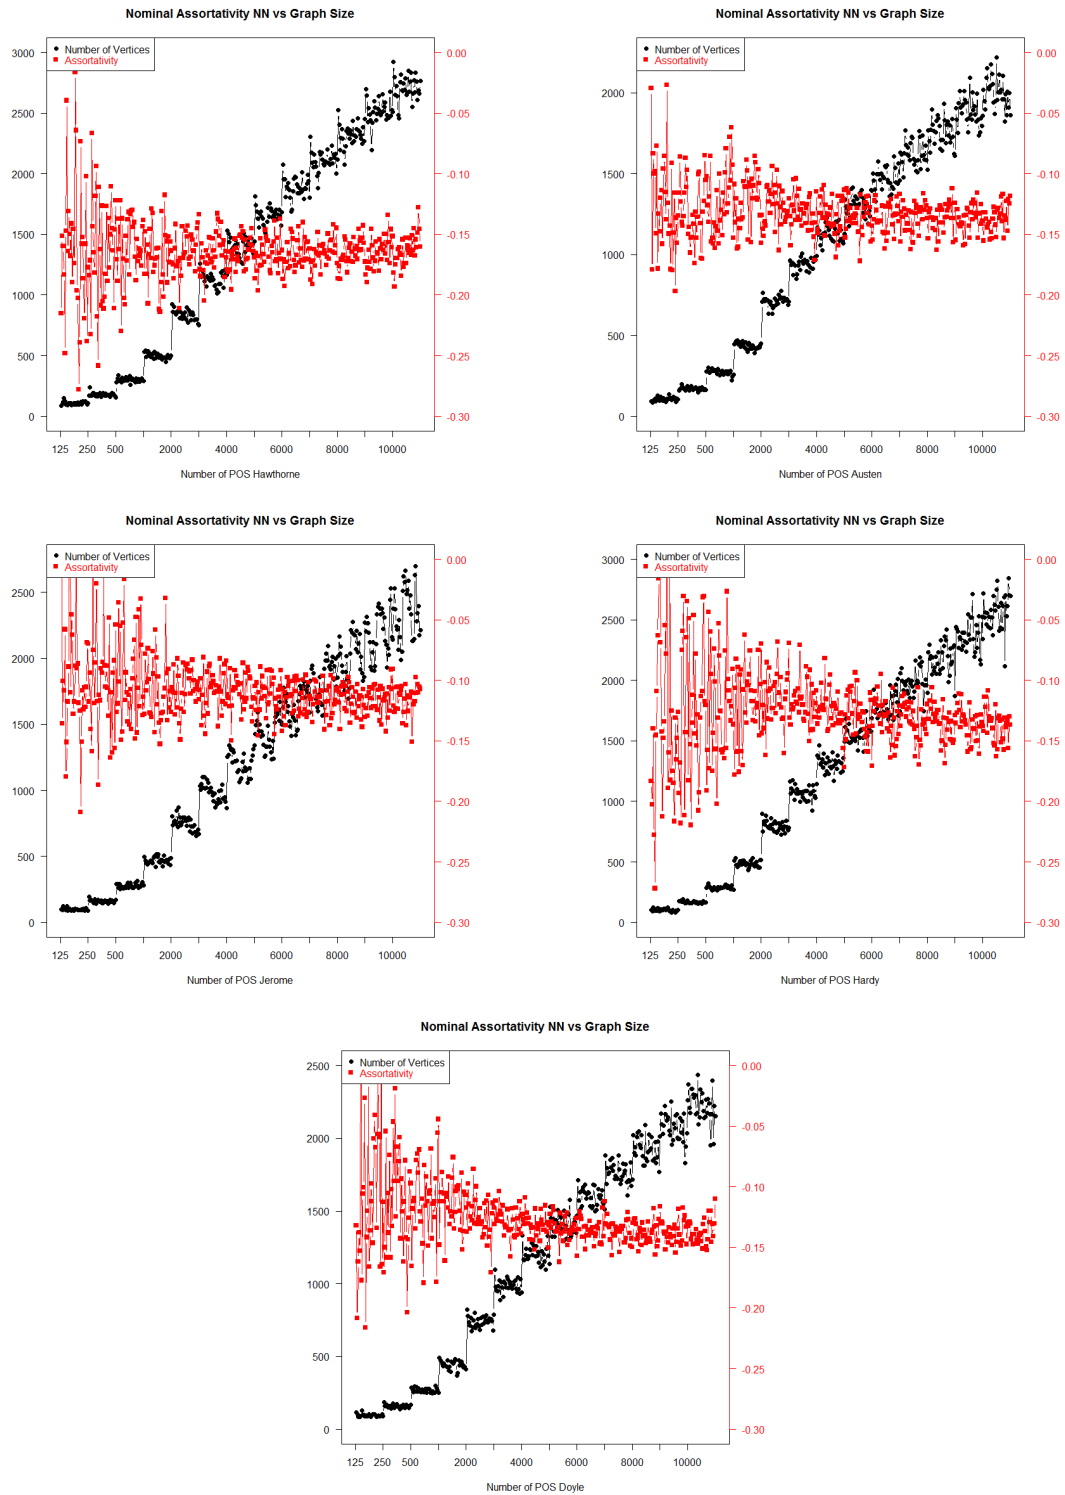 Nominal Assortativity NN vs Graph Size
Number of Vertices
Assortativity
3000
2500
2000
1500
1000
500
0
0.00
-0.05
-0.10
-0.15
-0.20
-0.25
-0.30
125 250 500 2000 4000 6000 8000 10000
Number of POS Hawthorne
Nominal Assortativity NN vs Graph Size
Number of Vertices
Assortativity
2000
1500
1000
500
0
0.00
-0.05
-0.10
-0.15
-0.20
-0.25
-0.30
125 250 500 2000 4000 6000 8000 10000
Number of POS Austen
Nominal Assortativity NN vs Graph Size
Number of Vertices
Assortativity
2500
2000
1500
1000
500
0
0.00
-0.05
-0.10
-0.15
-0.20
-0.25
-0.30
125 250 500 2000 4000 6000 8000 10000
Number of POS Jerome
Nominal Assortativity NN vs Graph Size
Number of Vertices
Assortativity
3000
2500
2000
1500
1000
500
0
0.00
-0.05
-0.10
-0.15
-0.20
-0.25
-0.30
125 250 500 2000 4000 6000 8000 10000
Number of POS Hardy
Nominal Assortativity NN vs Graph Size
Number of Vertices
Assortativity
2500
2000
1500
1000
500
0
0.00
-0.05
-0.10
-0.15
-0.20
-0.25
-0.30
125 250 500 2000 4000 6000 8000 10000
Number of POS Doyle